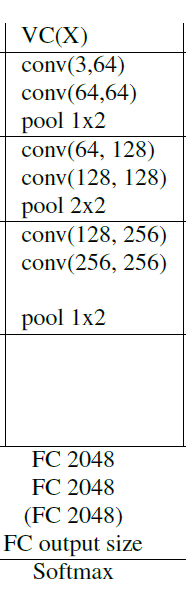 VC(X)
conv(3,64)
conv(64,64)
pool 1x2
conv(64, 128)
conv(128, 128)
pool 2x2
conv(128, 256)
conv(256, 256)
pool 1x2
FC 2048
FC 2048
(FC 2048)
FC output size
Softmax